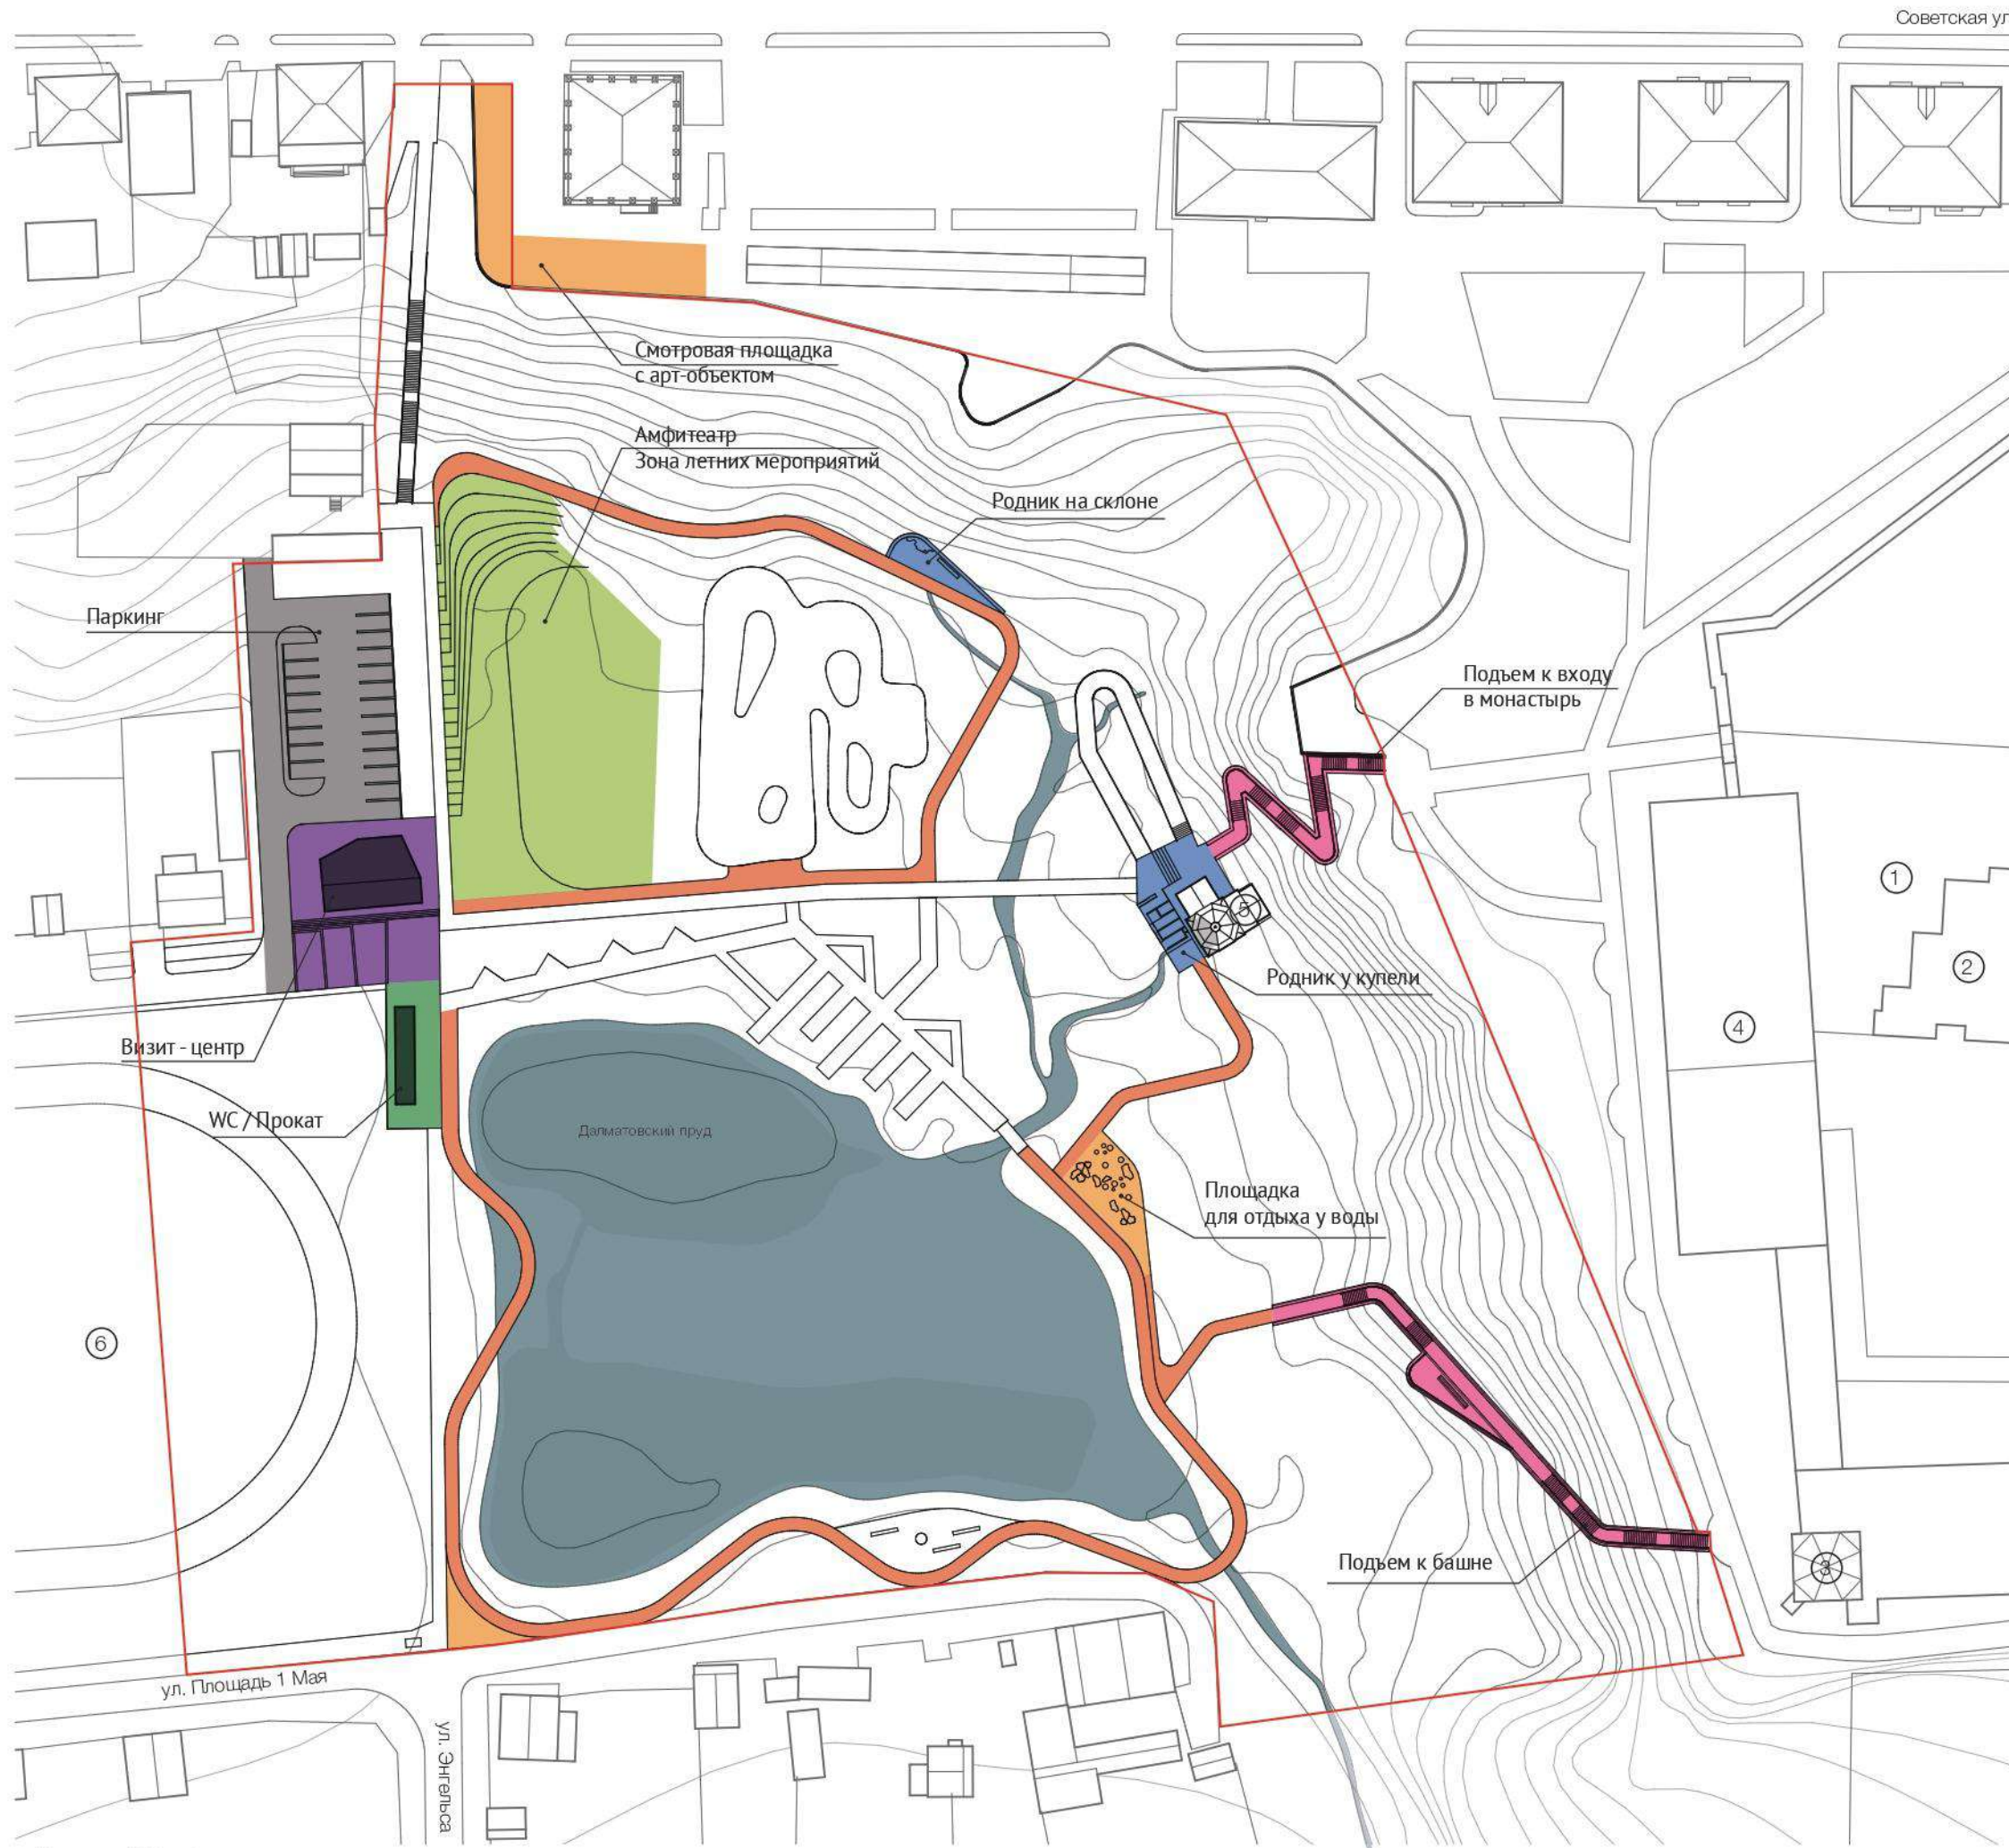 Советская ул
Смотровая площадка
с арт-объектом
Амфитеатр
Зона летних мероприятий
Родник на склоне
Паркинг
Подъем к входу
в монастырь
1
5
2
Родник у купели
4
Визит - центр
WC / Прокат
Далматовский пруд
Площадка
для отдыха у воды
6
Подъем к башне
3
ул. Площадь 1 Мая
ул. Энгельса